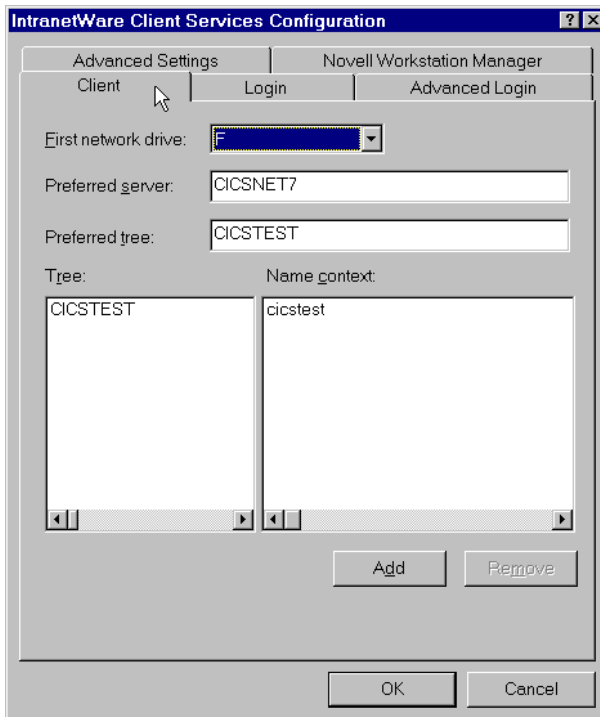 IntranetWare Client Services Configuration
Advanced Settings Novell Workstation Manager
Client Login Advanced Login
First network drive: F
Preferred server: CICSNET7
Preferred tree: CICSTEST
Tree: Name context:
CICSTEST cicstest
Add Remove
OK Cancel